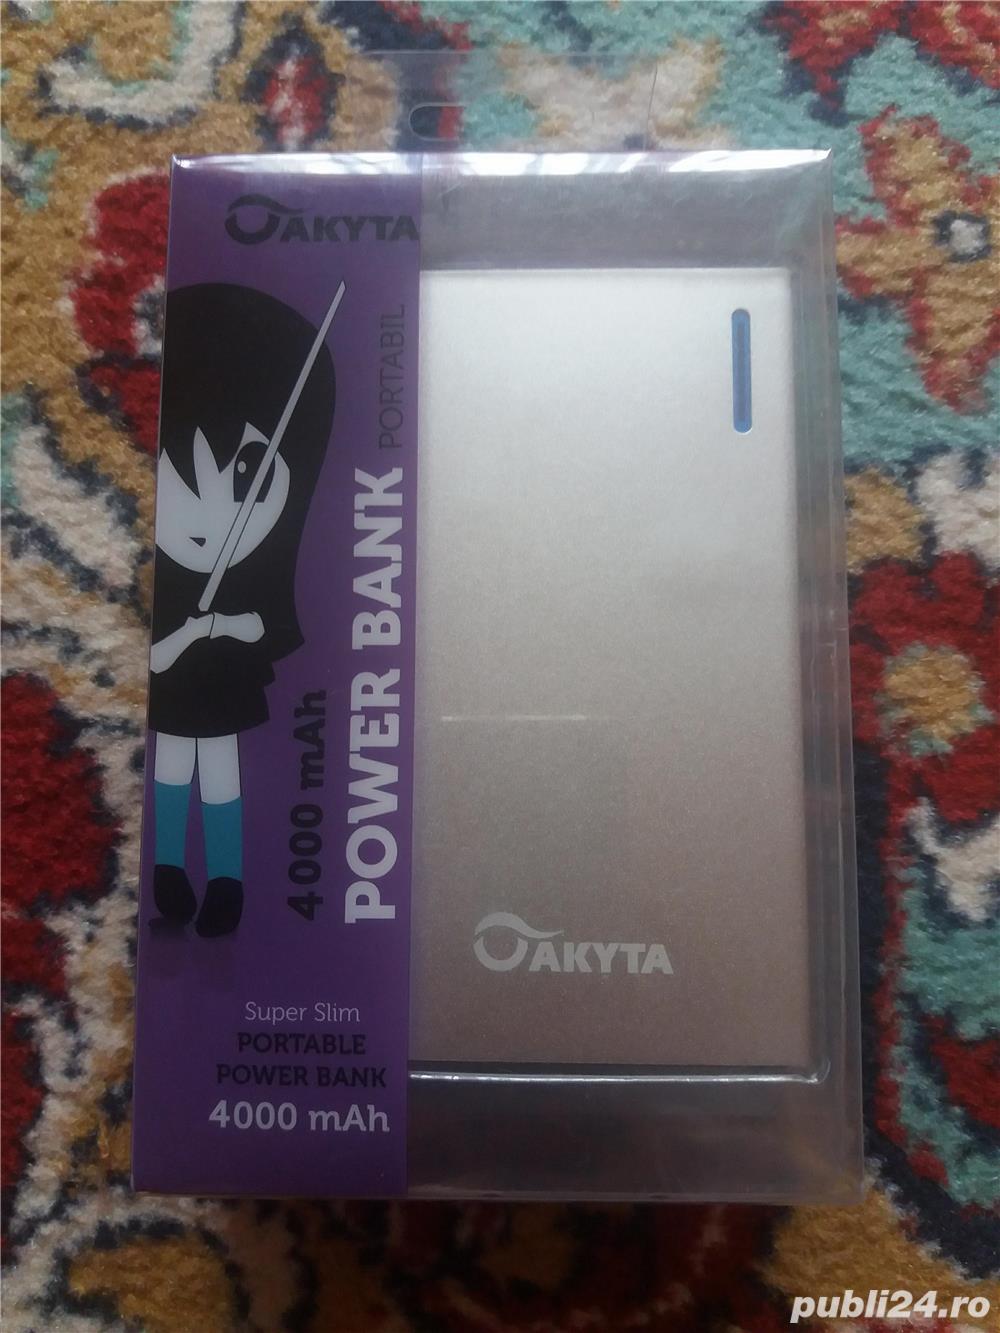 AKYTA
PORTABIL
POWER BANK
4000 mAh
AKYTA
Super Slim
PORTABLE
POWER BANK
4000 mAh
publi24.ro